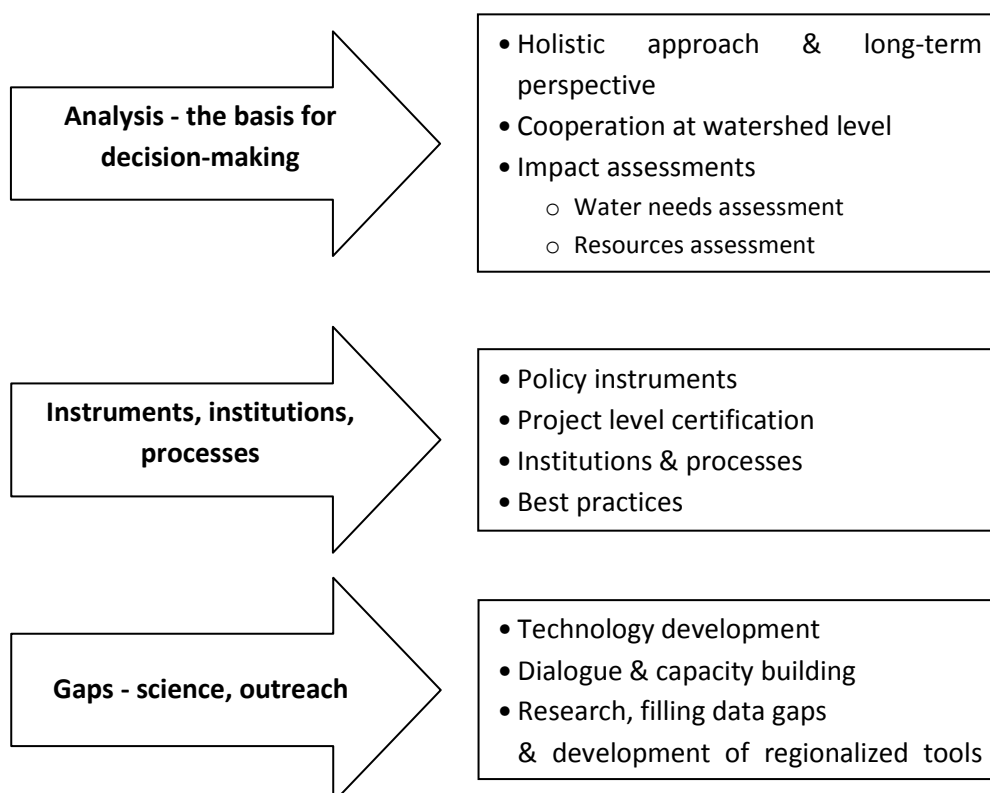 Analysis - the basis for
decision-making
• Holistic approach & long-term
perspective
• Cooperation at watershed level
• Impact assessments
o Water needs assessment
o Resources assessment
Instruments, institutions,
processes
• Policy instruments
• Project level certification
• Institutions & processes
• Best practices
Gaps - science, outreach
• Technology development
• Dialogue & capacity building
• Research, filling data gaps
& development of regionalized tools